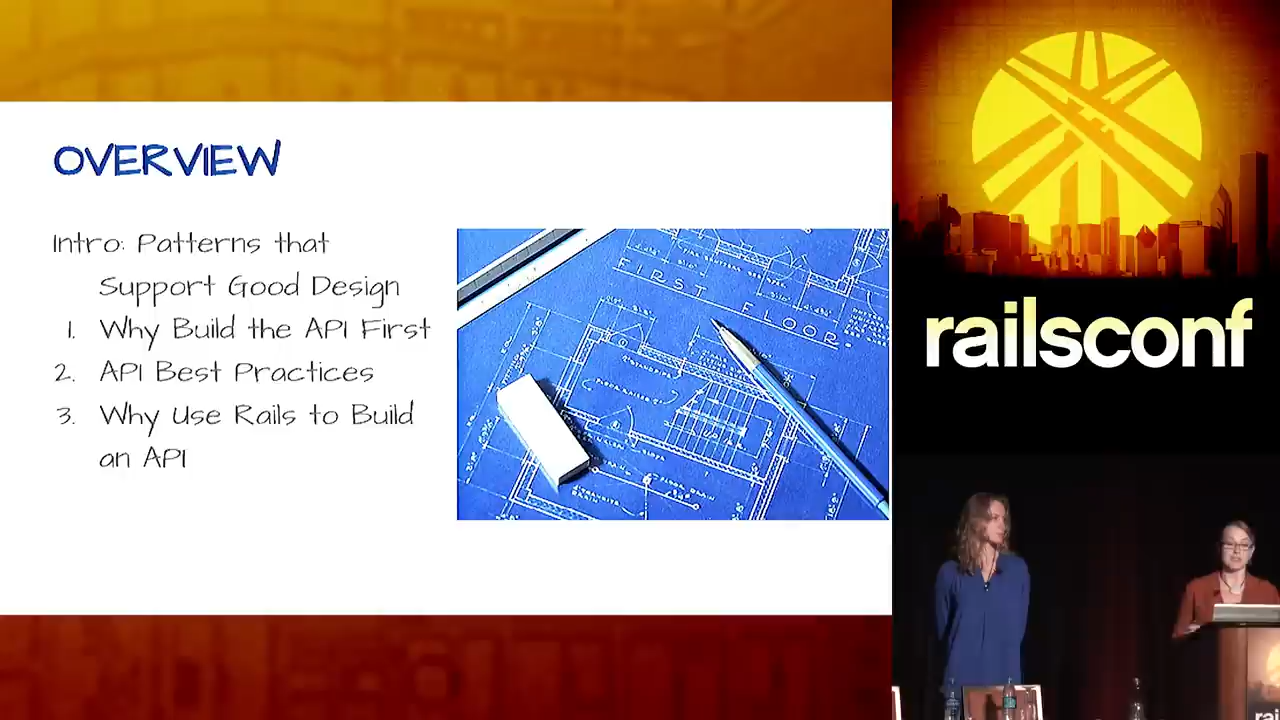 OVERVIEW
Intro: Patterns that
Support Good Design
1. Why Build the API First
2. API Best Practices
3. Why Use Rails to Build
an API
FIRST FLOOR
railsconf